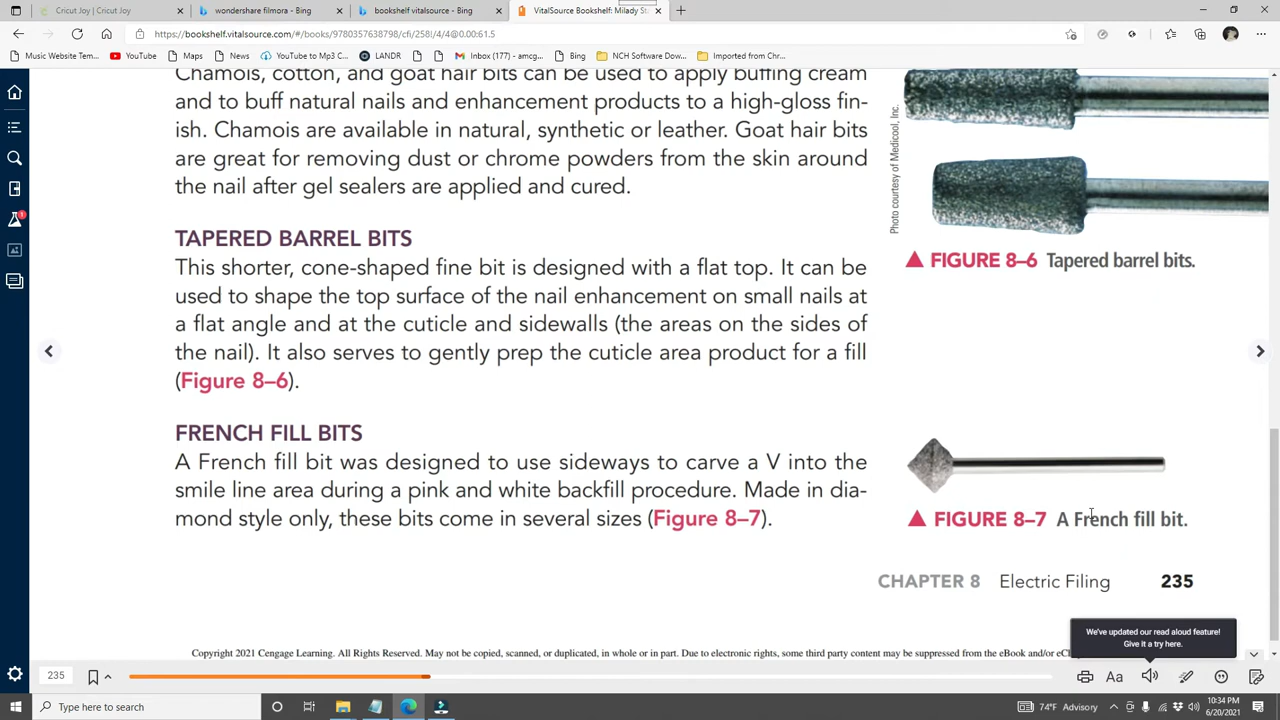 Cricut Joy | Cricut Joy
wondershare filmora - Bing
bookshelf vitalsource - Bing
VitalSource Bookshelf: Milady St
https://bookshelf.vitalsource.com/#/books/9780357638798/cfi/258!/4/4@0.00:61.5
Music Website Tem...
YouTube
Maps
News
YouTube to Mp3 C...
LANDR
Inbox (177) - amcg...
Bing
NCH Software Dow...
Imported from Chr...
Chamois, cotton, and goat hair bits can be used to apply buffing cream
and to buff natural nails and enhancement products to a high-gloss fin-
ish. Chamois are available in natural, synthetic or leather. Goat hair bits
are great for removing dust or chrome powders from the skin around
the nail after gel sealers are applied and cured.
Photo courtesy of Medicool, Inc.
▲ FIGURE 8–6 Tapered barrel bits.
TAPERED BARREL BITS
This shorter, cone-shaped fine bit is designed with a flat top. It can be
used to shape the top surface of the nail enhancement on small nails at
a flat angle and at the cuticle and sidewalls (the areas on the sides of
the nail). It also serves to gently prep the cuticle area product for a fill
(Figure 8–6).
FRENCH FILL BITS
A French fill bit was designed to use sideways to carve a V into the
smile line area during a pink and white backfill procedure. Made in dia-
mond style only, these bits come in several sizes (Figure 8–7).
▲ FIGURE 8–7 A French fill bit.
CHAPTER 8 Electric Filing 235
We've updated our read aloud feature!
Give it a try here.
Copyright 2021 Cengage Learning. All Rights Reserved. May not be copied, scanned, or duplicated, in whole or in part. Due to electronic rights, some third party content may be suppressed from the eBook and/or eCh
235
Aa
Type here to search
74°F Advisory
10:34 PM
6/20/2021